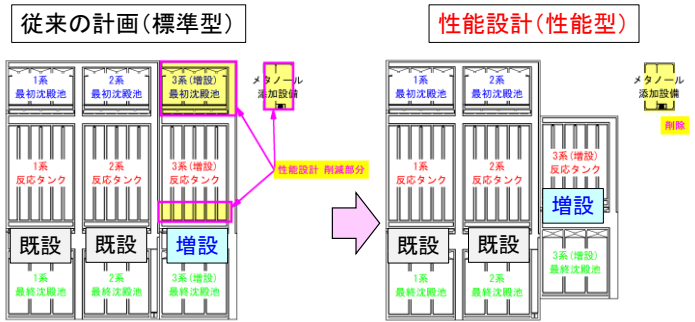 従来の計画(標準型)
性能設計(性能型)
1系
最初沈殿池
2系
最初沈殿池
3系(増設)
最初沈殿池
メタノール
添加設備
1系
反応タンク
2系
反応タンク
3系(増設)
反応タンク
性能設計 削減部分
既設
既設
増設
1系
最終沈殿池
2系
最終沈殿池
3系(増設)
最終沈殿池
1系
最初沈殿池
2系
最初沈殿池
メタノール
添加設備
削除
1系
反応タンク
2系
反応タンク
3系(増設)
反応タンク
増設
既設
既設
1系
最終沈殿池
2系
最終沈殿池
3系(増設)
最終沈殿池